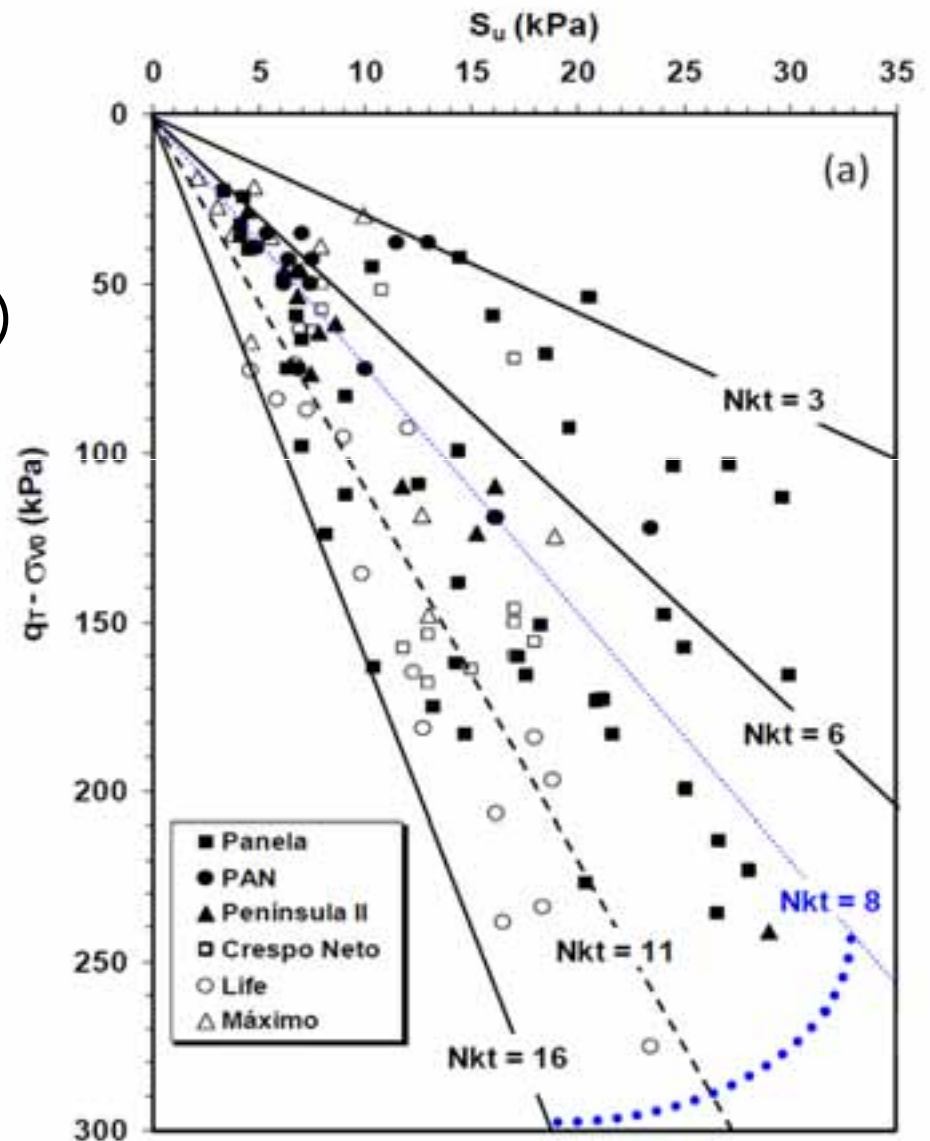 Sᵤ (kPa)
0 5 10 15 20 25 30 35
0
50
100
150
200
250
300
qT - σv0 (kPa)
)
(a)
Nkt = 3
Nkt = 6
Nkt = 8
Nkt = 11
Nkt = 16
Panela
PAN
Península II
Crespo Neto
Life
Máximo